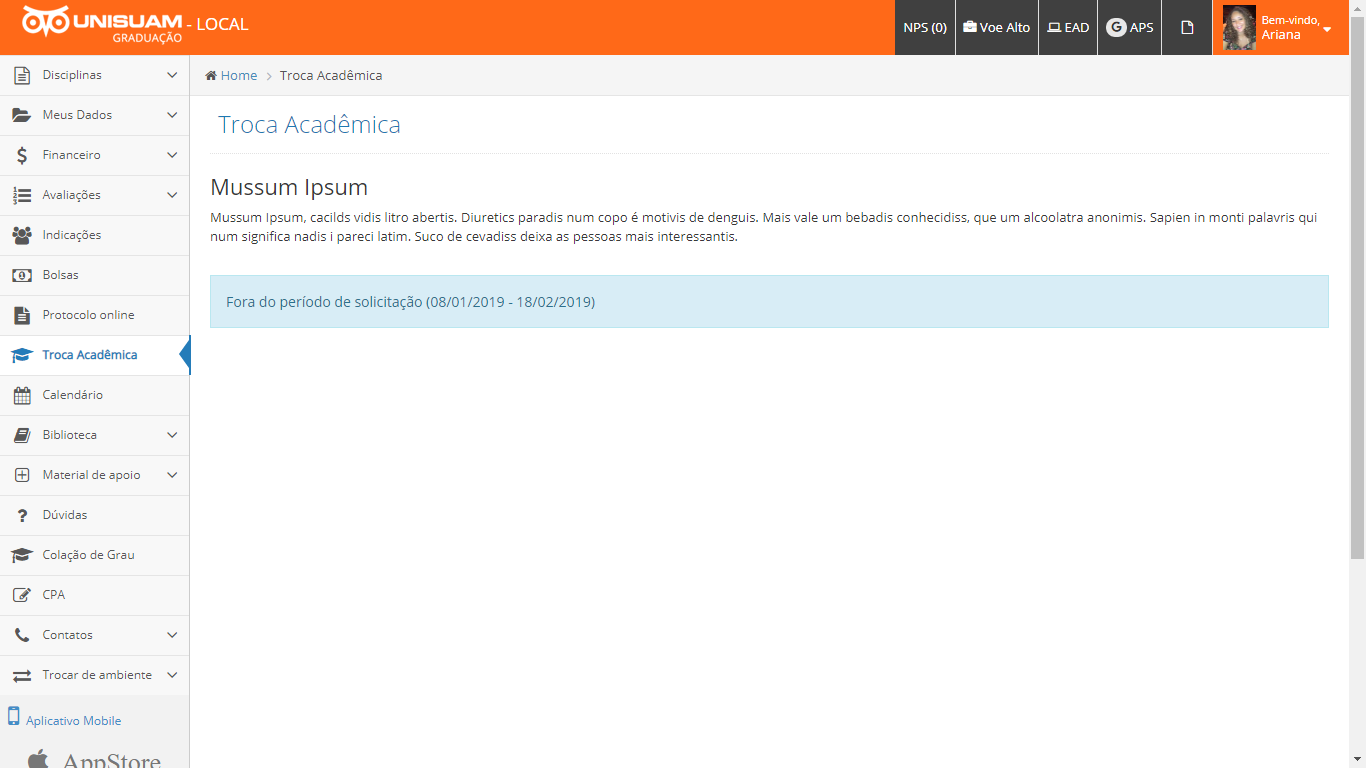 UNISUAM - LOCAL
GRADUAÇÃO
NPS (0)
Voe Alto
EAD
G APS
Bem-vindo,
Ariana
Disciplinas
Meus Dados
Financeiro
Avaliações
Indicações
Bolsas
Protocolo online
Troca Acadêmica
Calendário
Biblioteca
Material de apoio
Dúvidas
Colação de Grau
CPA
Contatos
Trocar de ambiente
Aplicativo Mobile
AppStore
Home > Troca Acadêmica
Troca Acadêmica
Mussum Ipsum
Mussum Ipsum, cacilds vidis litro abertis. Diuretics paradis num copo é motivis de denguis. Mais vale um bebadis conhecidiss, que um alcoolatra anonimis. Sapien in monti palavris qui
num significa nadis i pareci latim. Suco de cevadiss deixa as pessoas mais interessantis.
Fora do período de solicitação (08/01/2019 - 18/02/2019)